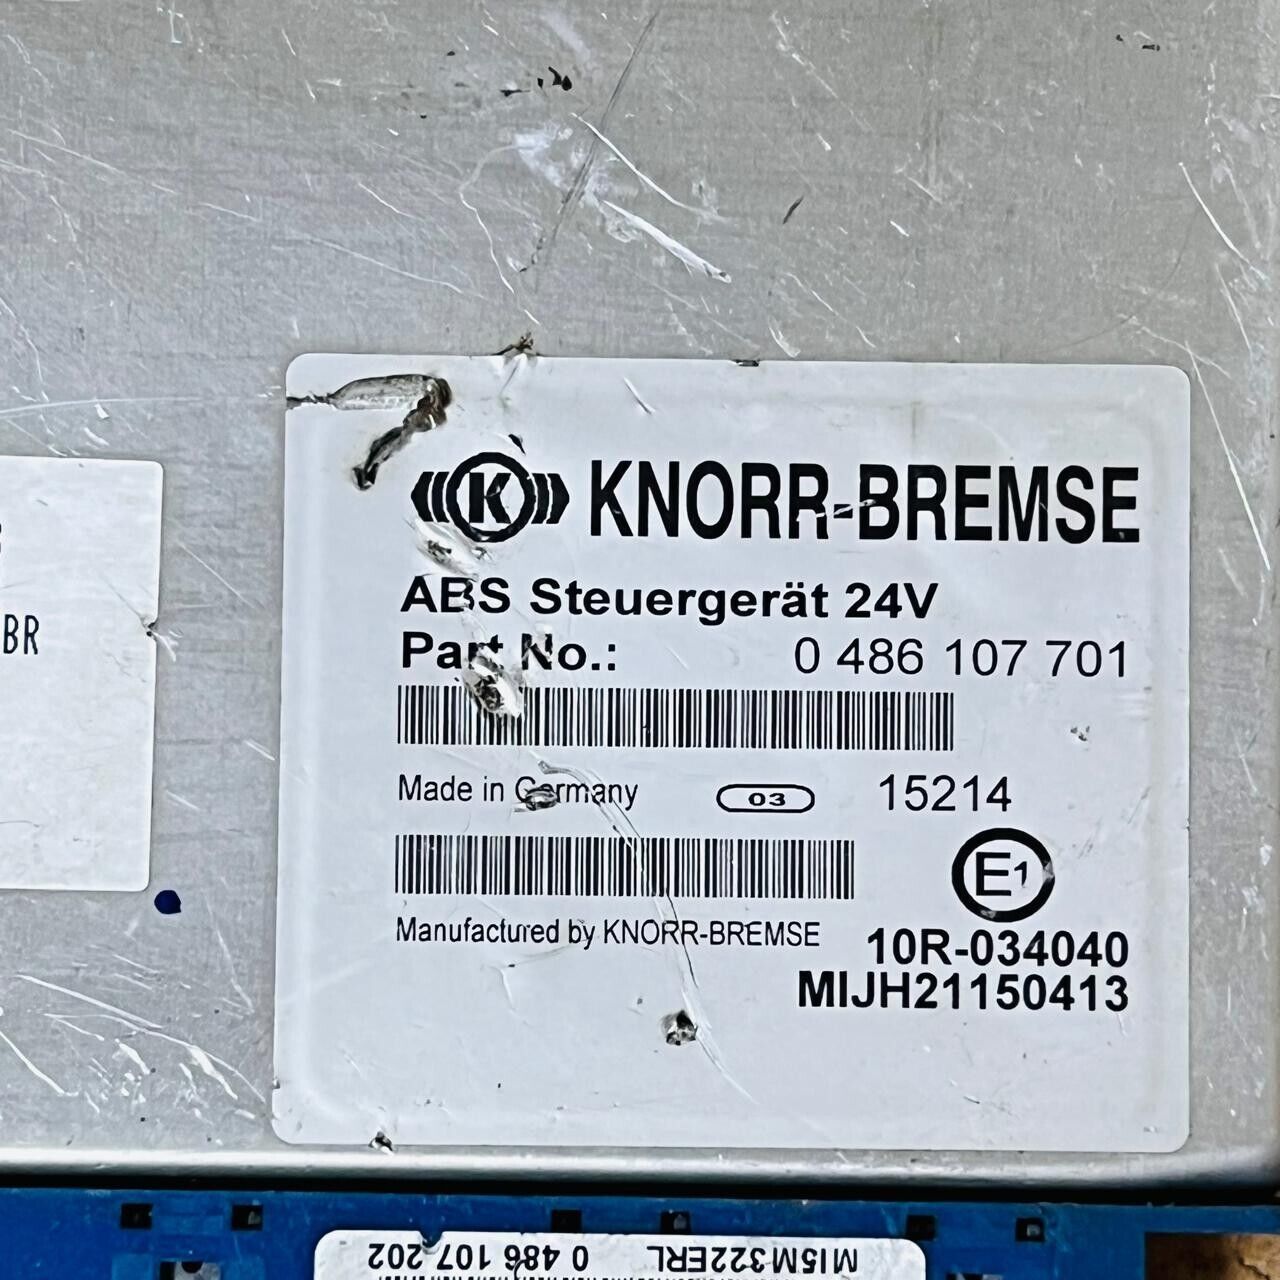 BR
K KNORR-BREMSE
ABS Steuergerät 24V
Part No.: 0 486 107 701
Made in Germany 03 15214
E1
Manufactured by KNORR-BREMSE
10R-034040
MIJH21150413
MI5M322ERL 0 486 107 202